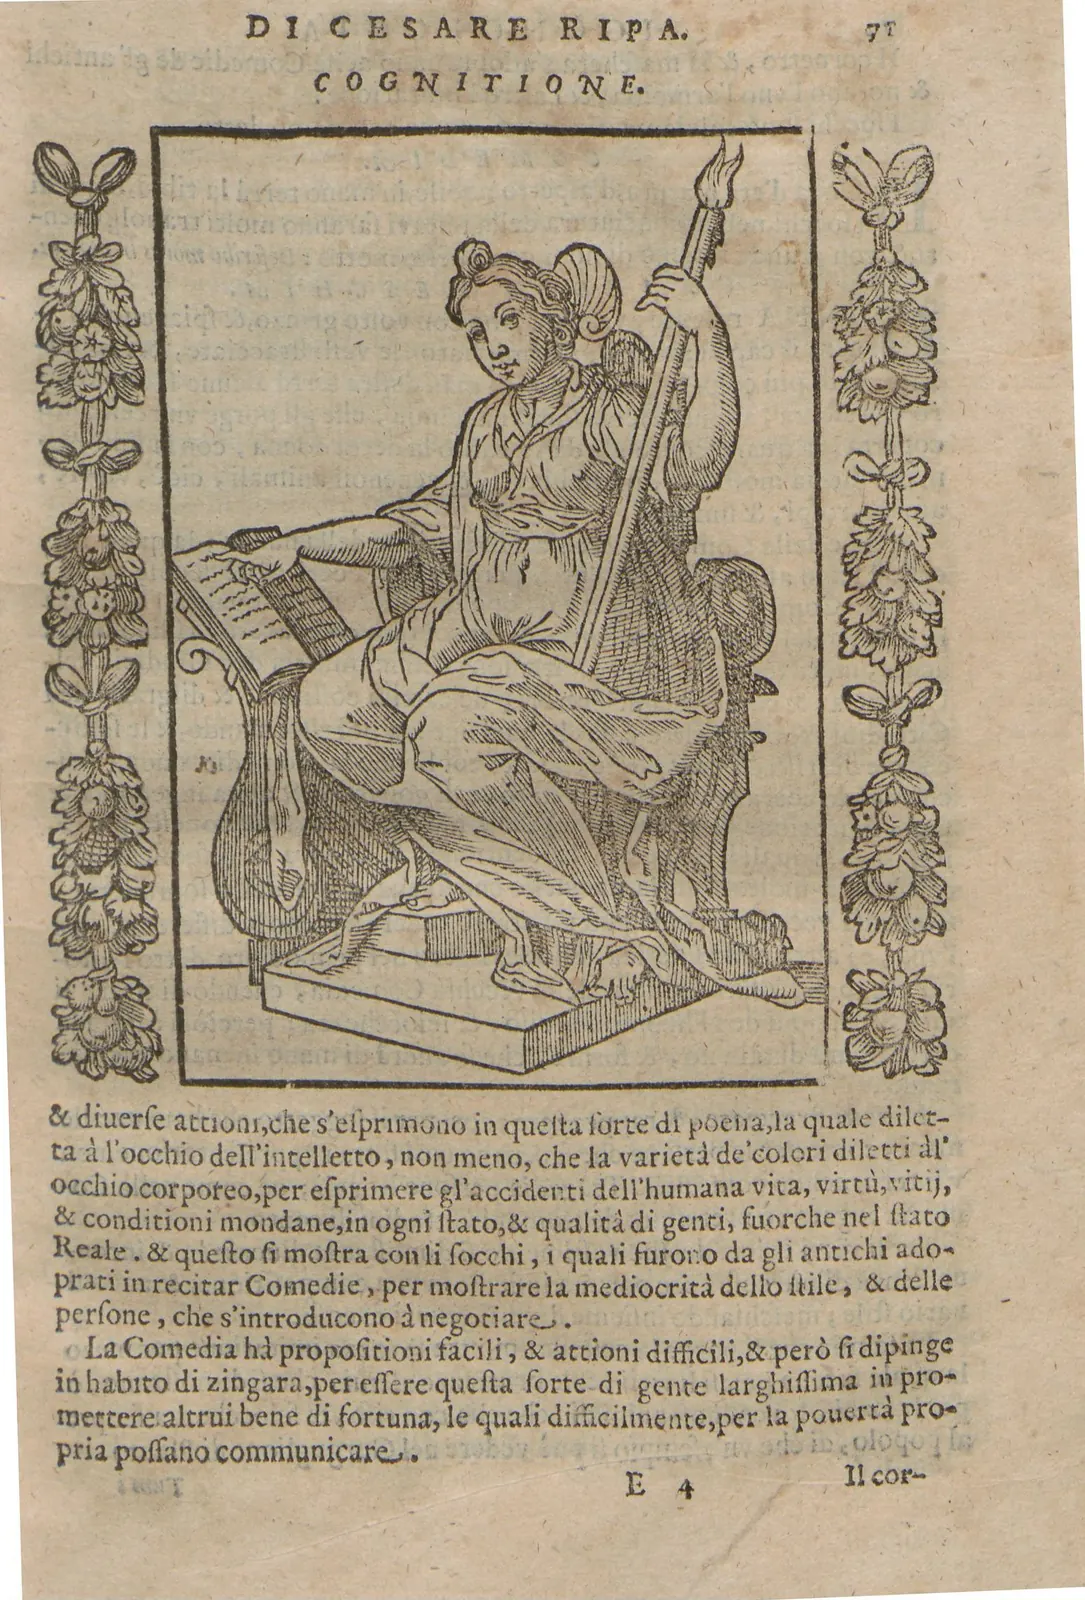 DI CESARE RIPA. 71
COGNITIONE.
& diuerſe attioni,che s'eſprimono in queſta ſorte di poeſia,la quale dilet-
ta à l'occhio dell'intelletto, non meno, che la varietà de'colori diletti àl'
occhio corporeo,per eſprimere gl'accidenti dell'humana vita, virtù,vitij,
& conditioni mondane,in ogni ſtato,& qualità di genti, fuorche nel ſtato
Reale. & queſto ſi moſtra con li ſocchi, i quali furono da gli antichi ado-
prati in recitar Comedie, per moſtrare la mediocrità dello ſtile, & delle
perſone, che s'introducono à negotiare.
La Comedia hà propoſitioni facili, & attioni difficili,& però ſi dipinge
in habito di zingara,per eſſere queſta ſorte di gente larghiſſima in pro-
mettere altrui bene di fortuna, le quali difficilmente,per la pouertà pro-
pria poſſano communicare.
E 4 Il cor-